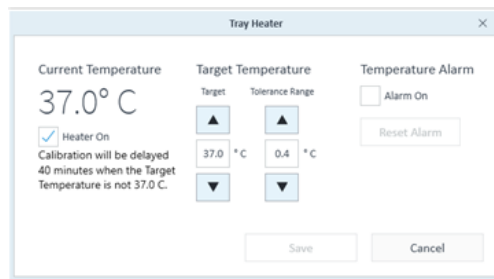 Tray Heater
Current Temperature
37.0° C
Heater On
Calibration will be delayed
40 minutes when the Target
Temperature is not 37.0 C.
Target Temperature
Target Tolerance Range
37.0 °C 0.4 °C
Temperature Alarm
Alarm On
Reset Alarm
Save Cancel